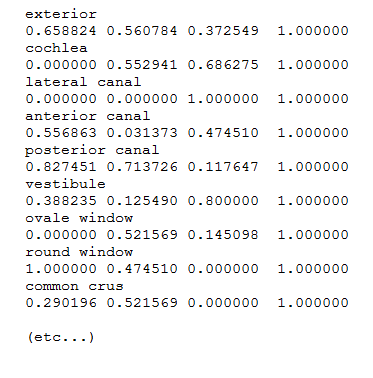 exterior
0.658824 0.560784 0.372549  1.000000
cochlea
0.000000 0.552941 0.686275  1.000000
lateral canal
0.000000 0.000000 1.000000  1.000000
anterior canal
0.556863 0.031373 0.474510  1.000000
posterior canal
0.827451 0.713726 0.117647  1.000000
vestibule
0.388235 0.125490 0.800000  1.000000
ovale window
0.000000 0.521569 0.145098  1.000000
round window
1.000000 0.474510 0.000000  1.000000
common crus
0.290196 0.521569 0.000000  1.000000
(etc...)